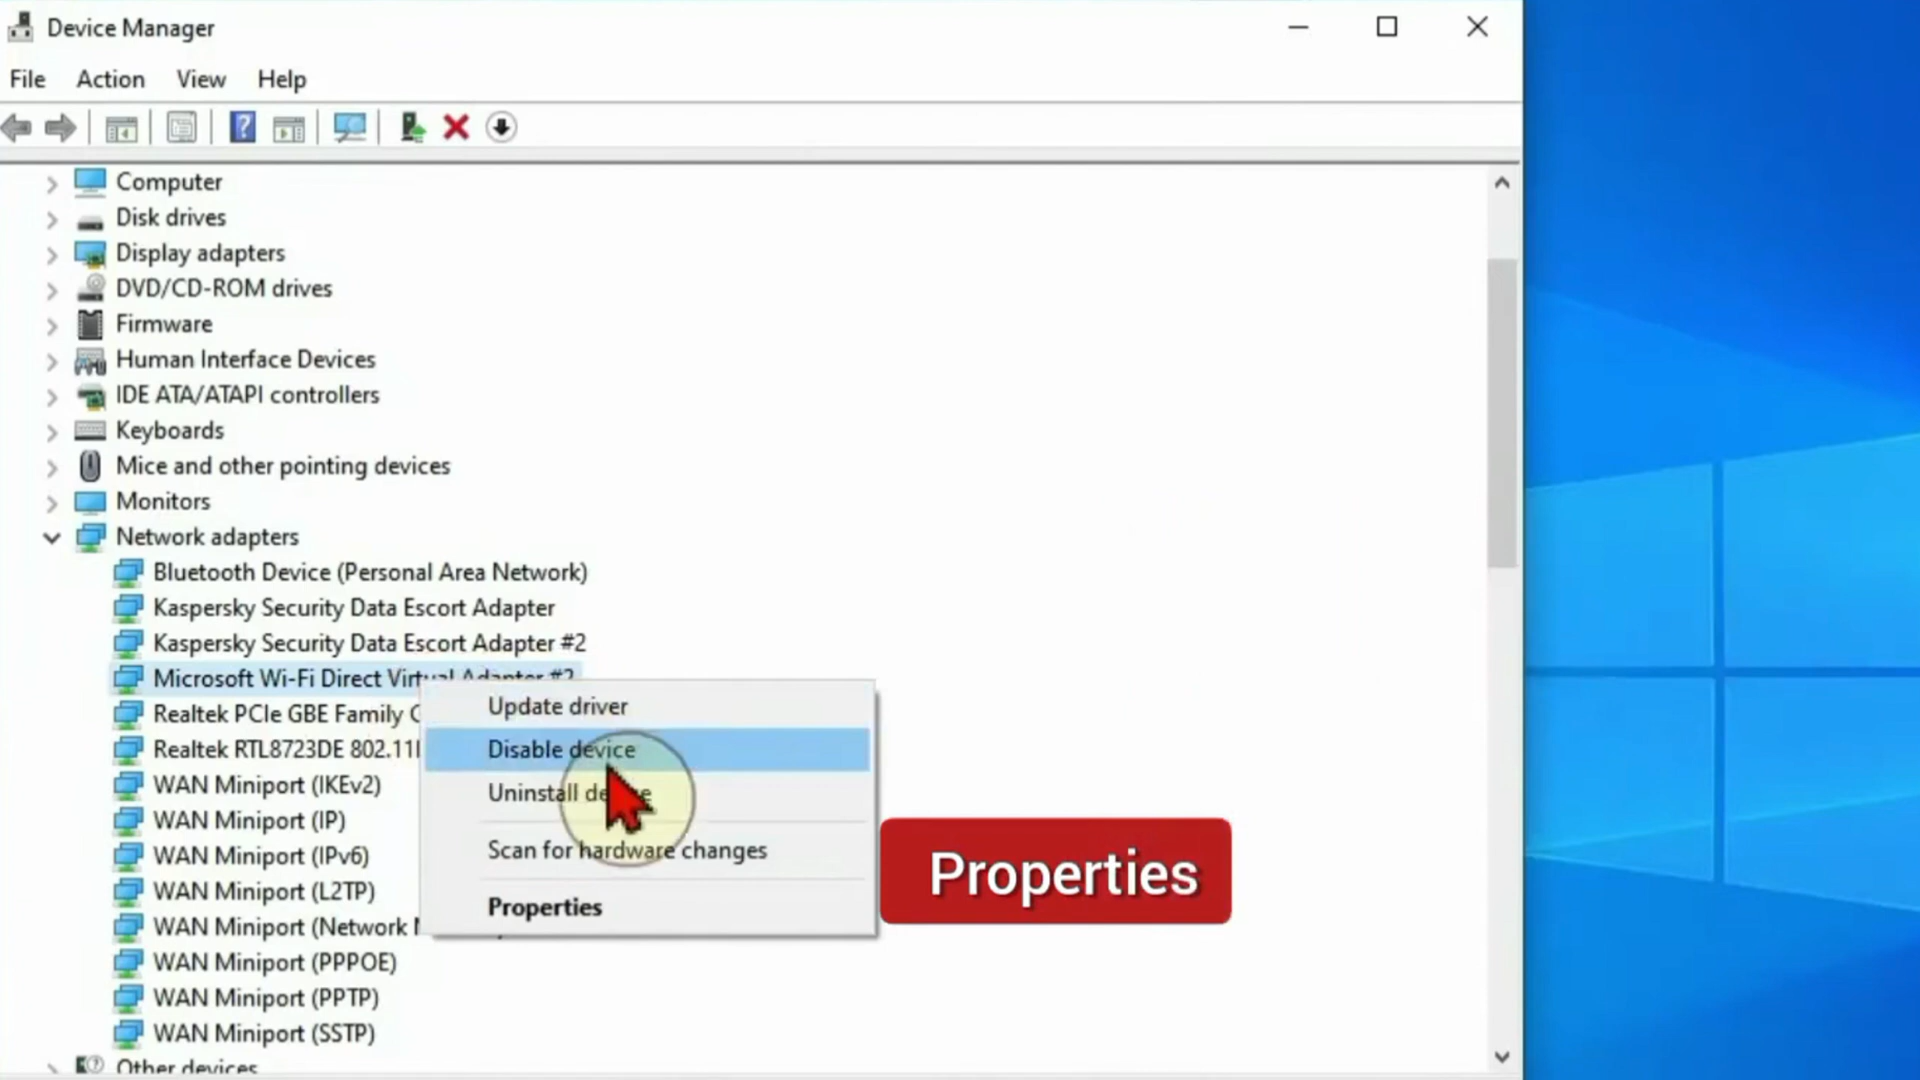 Device Manager
File Action View Help
Computer
Disk drives
Display adapters
DVD/CD-ROM drives
Firmware
Human Interface Devices
IDE ATA/ATAPI controllers
Keyboards
Mice and other pointing devices
Monitors
Network adapters
Bluetooth Device (Personal Area Network)
Kaspersky Security Data Escort Adapter
Kaspersky Security Data Escort Adapter #2
Microsoft Wi-Fi Direct Virtual Adapter #2
Realtek PCIe GBE Family
Realtek RTL8723DE
WAN Miniport (IKEv2)
WAN Miniport (IP)
WAN Miniport (IPv6)
WAN Miniport (L2TP)
WAN Miniport (Network
WAN Miniport (PPPOE)
WAN Miniport (PPTP)
WAN Miniport (SSTP)
Other devices
Update driver
Disable device
Uninstall device
Scan for hardware changes
Properties
Properties